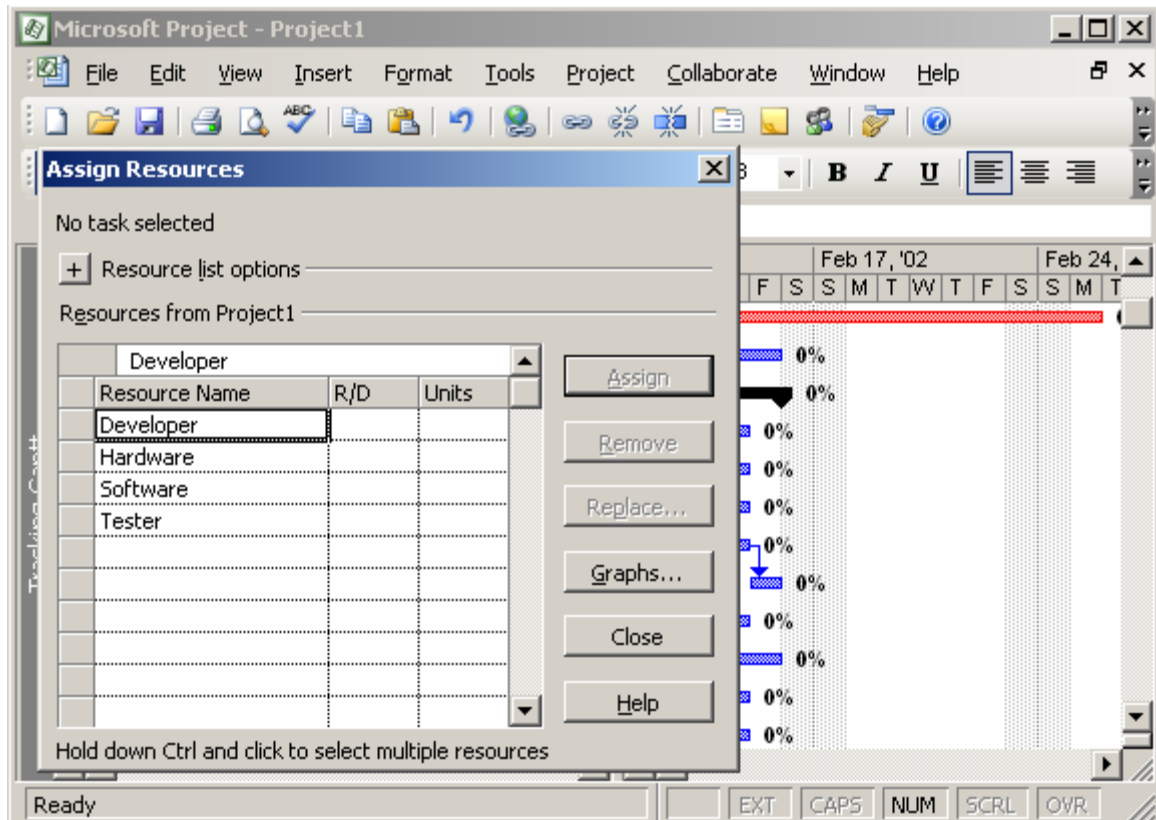 Microsoft Project - Project1
File Edit View Insert Format Tools Project Collaborate Window Help
ABC
Assign Resources
B I U
No task selected
+ Resource list options
Feb 17, '02 Feb 24,
F S S M T W T F S S M T
Resources from Project1
Developer
Assign
Resource Name R/D Units
Developer
Hardware
Software
Tester
Remove
Replace...
Graphs...
Close
Help
0%
0%
0%
0%
0%
0%
0%
0%
0%
0%
0%
Tracking Gantt
Hold down Ctrl and click to select multiple resources
Ready EXT CAPS NUM SCRL OVR